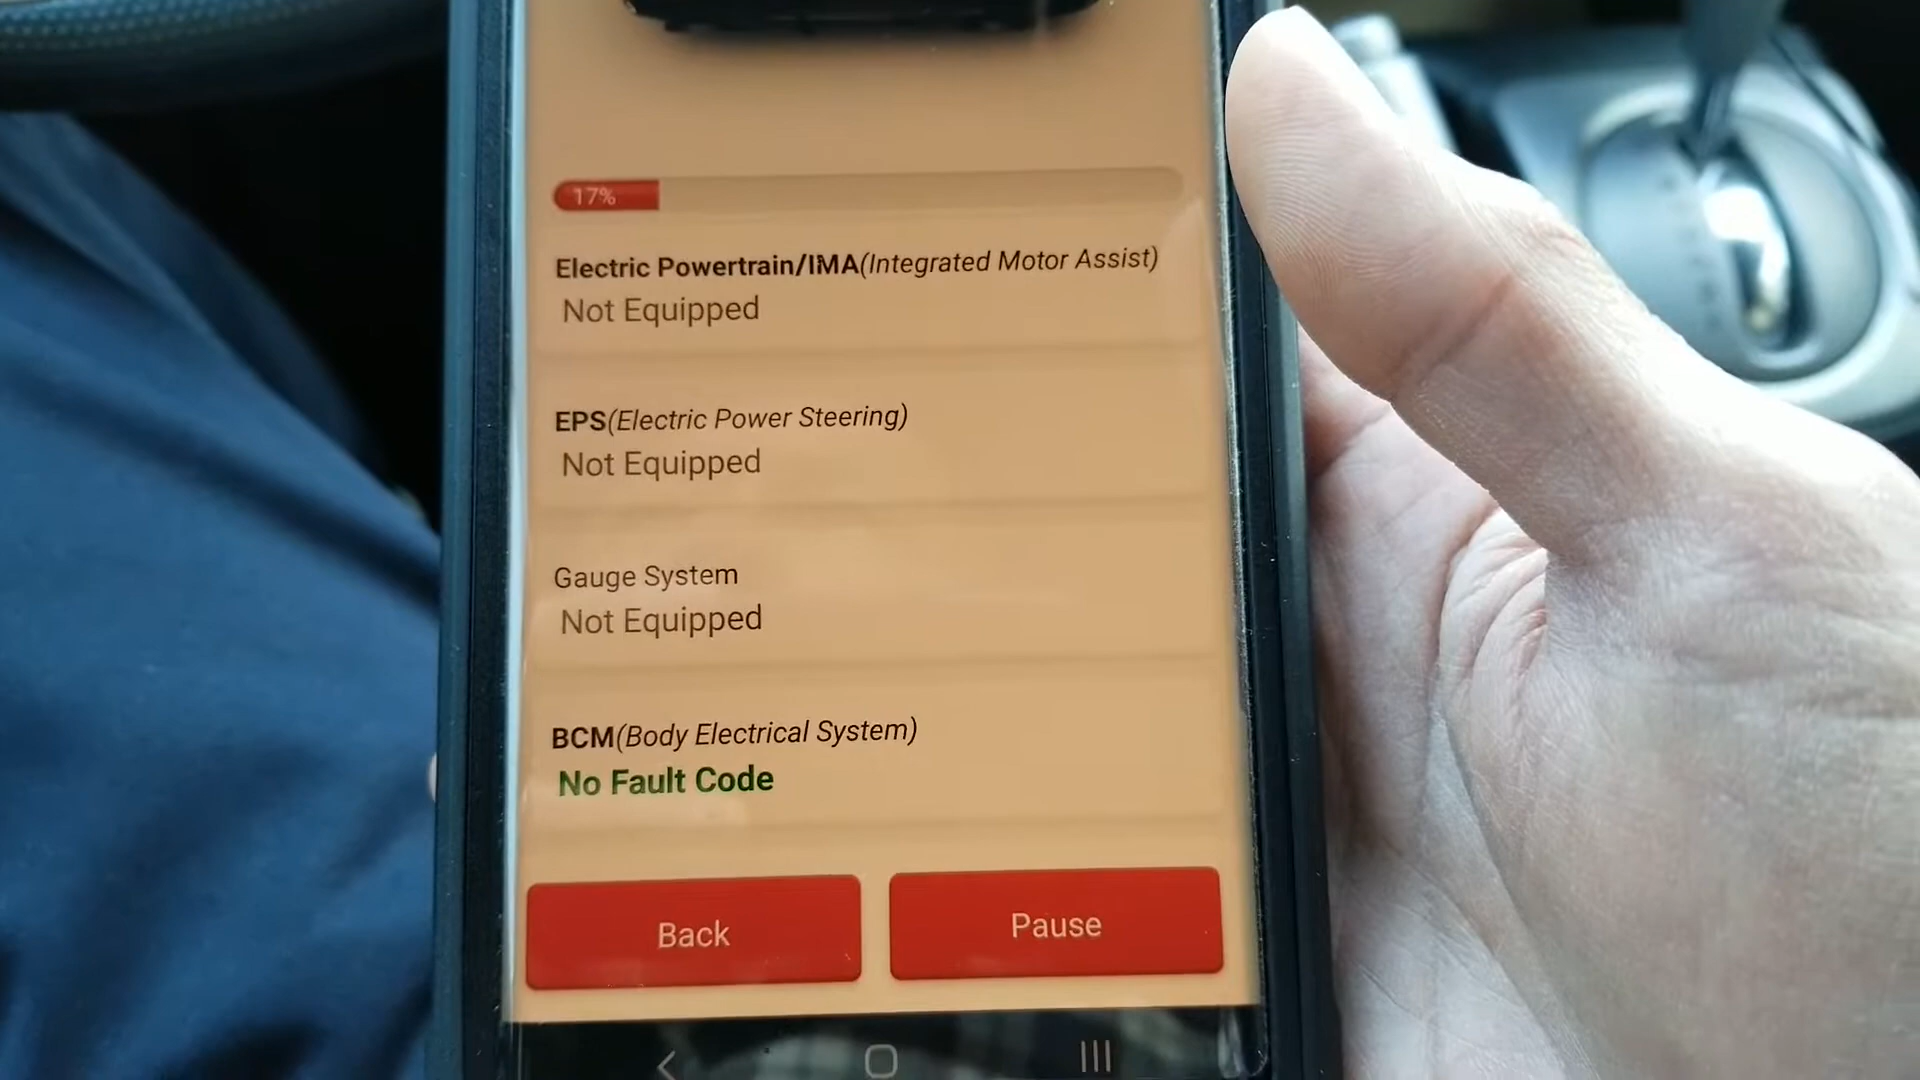 17%
Electric Powertrain/IMA(Integrated Motor Assist)
Not Equipped
EPS(Electric Power Steering)
Not Equipped
Gauge System
Not Equipped
BCM(Body Electrical System)
No Fault Code
Back
Pause